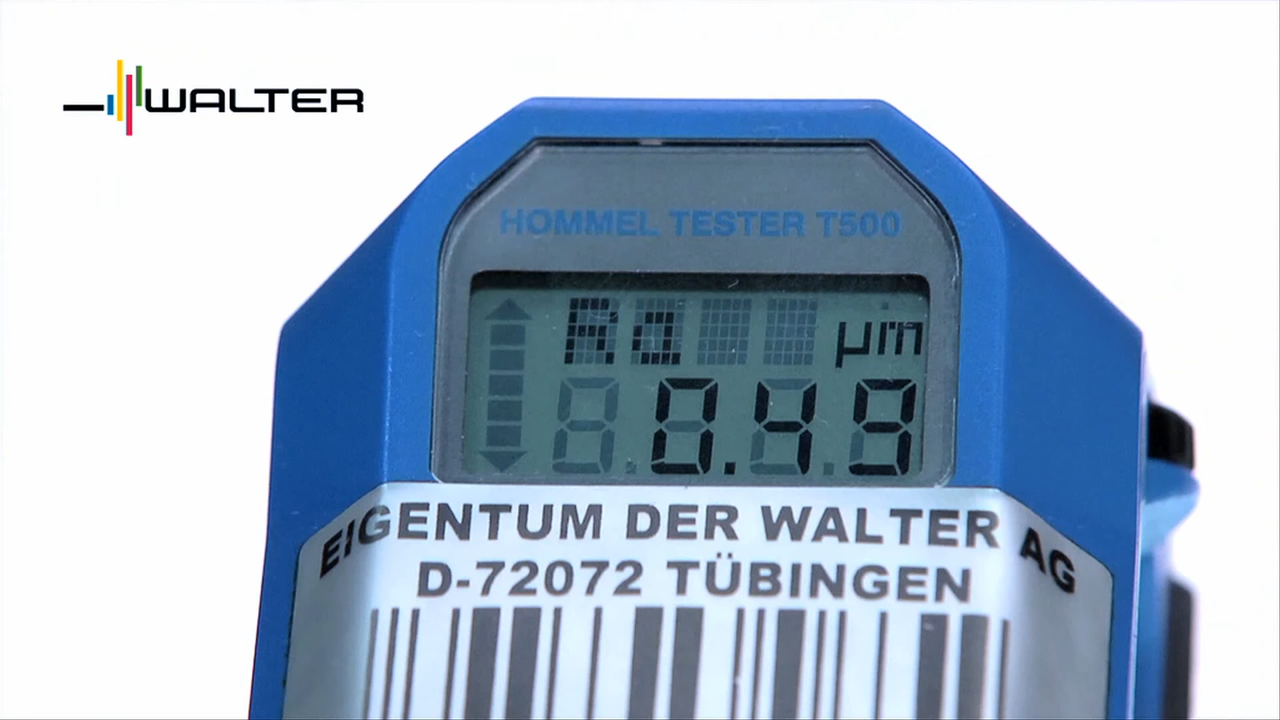 WALTER
HOMMEL TESTER T500
Ra µm
0.49
EIGENTUM DER WALTER AG
D-72072 TÜBINGEN